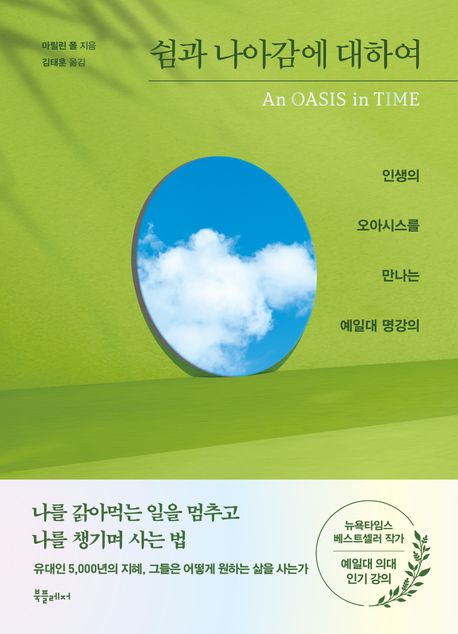 마릴린 폴 지음
김태훈 옮김
쉼과 나아감에 대하여
An OASIS in TIME
인생의
오아시스를
만나는
예일대 명강의
나를 갉아먹는 일을 멈추고
나를 챙기며 사는 법
유대인 5,000년의 지혜, 그들은 어떻게 원하는 삶을 사는가
북플레저
뉴욕타임스
베스트셀러 작가
예일대 의대
인기 강의